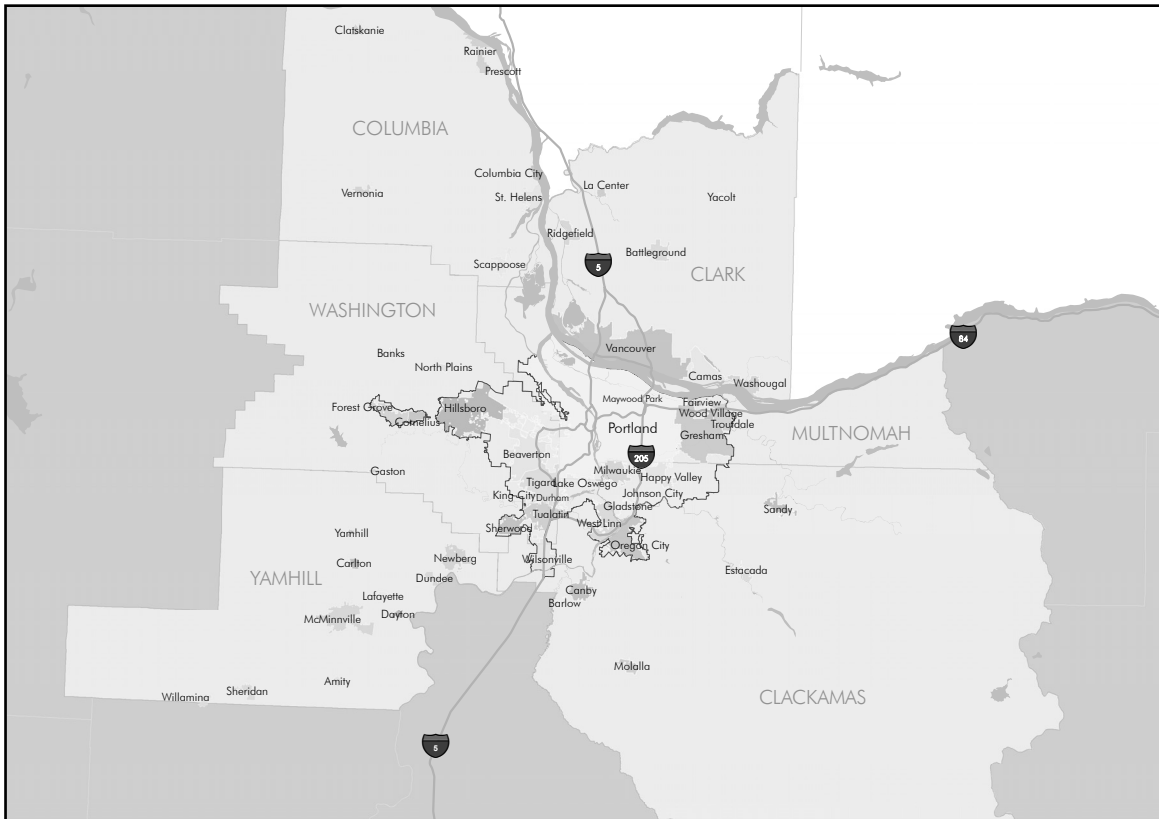 Clatskanie
Rainier
Prescott
COLUMBIA
Columbia City
La Center
Vernonia
St. Helens
Yacolt
Ridgefield
Battleground
Scappoose
5
CLARK
WASHINGTON
84
Vancouver
Banks
North Plains
Camas
Washougal
Maywood Park
Fairview
Forest Grove
Hillsboro
Wood Village
Cornelius
Troutdale
Portland
Gresham
MULTNOMAH
Beaverton
205
Gaston
Milwaukie
Happy Valley
Tigard
Lake Oswego
King City
Durham
Johnson City
Gladstone
Sandy
Tualatin
West Linn
Sherwood
Yamhill
Oregon City
Carlton
Newberg
Wilsonville
Estacada
YAMHILL
Dundee
Canby
Lafayette
Barlow
Dayton
McMinnville
Molalla
Amity
Sheridan
Willamina
CLACKAMAS
5